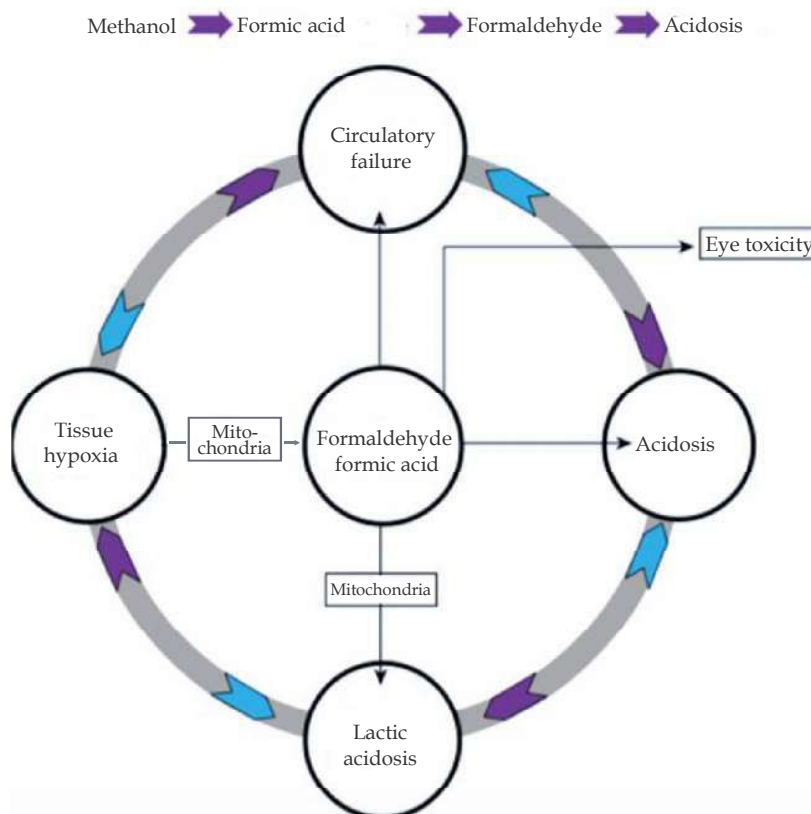 Methanol Formic acid Formaldehyde Acidosis
Circulatory
failure
Eye toxicity
Tissue
hypoxia
Mito-
chondria
Formaldehyde
formic acid
Acidosis
Mitochondria
Lactic
acidosis